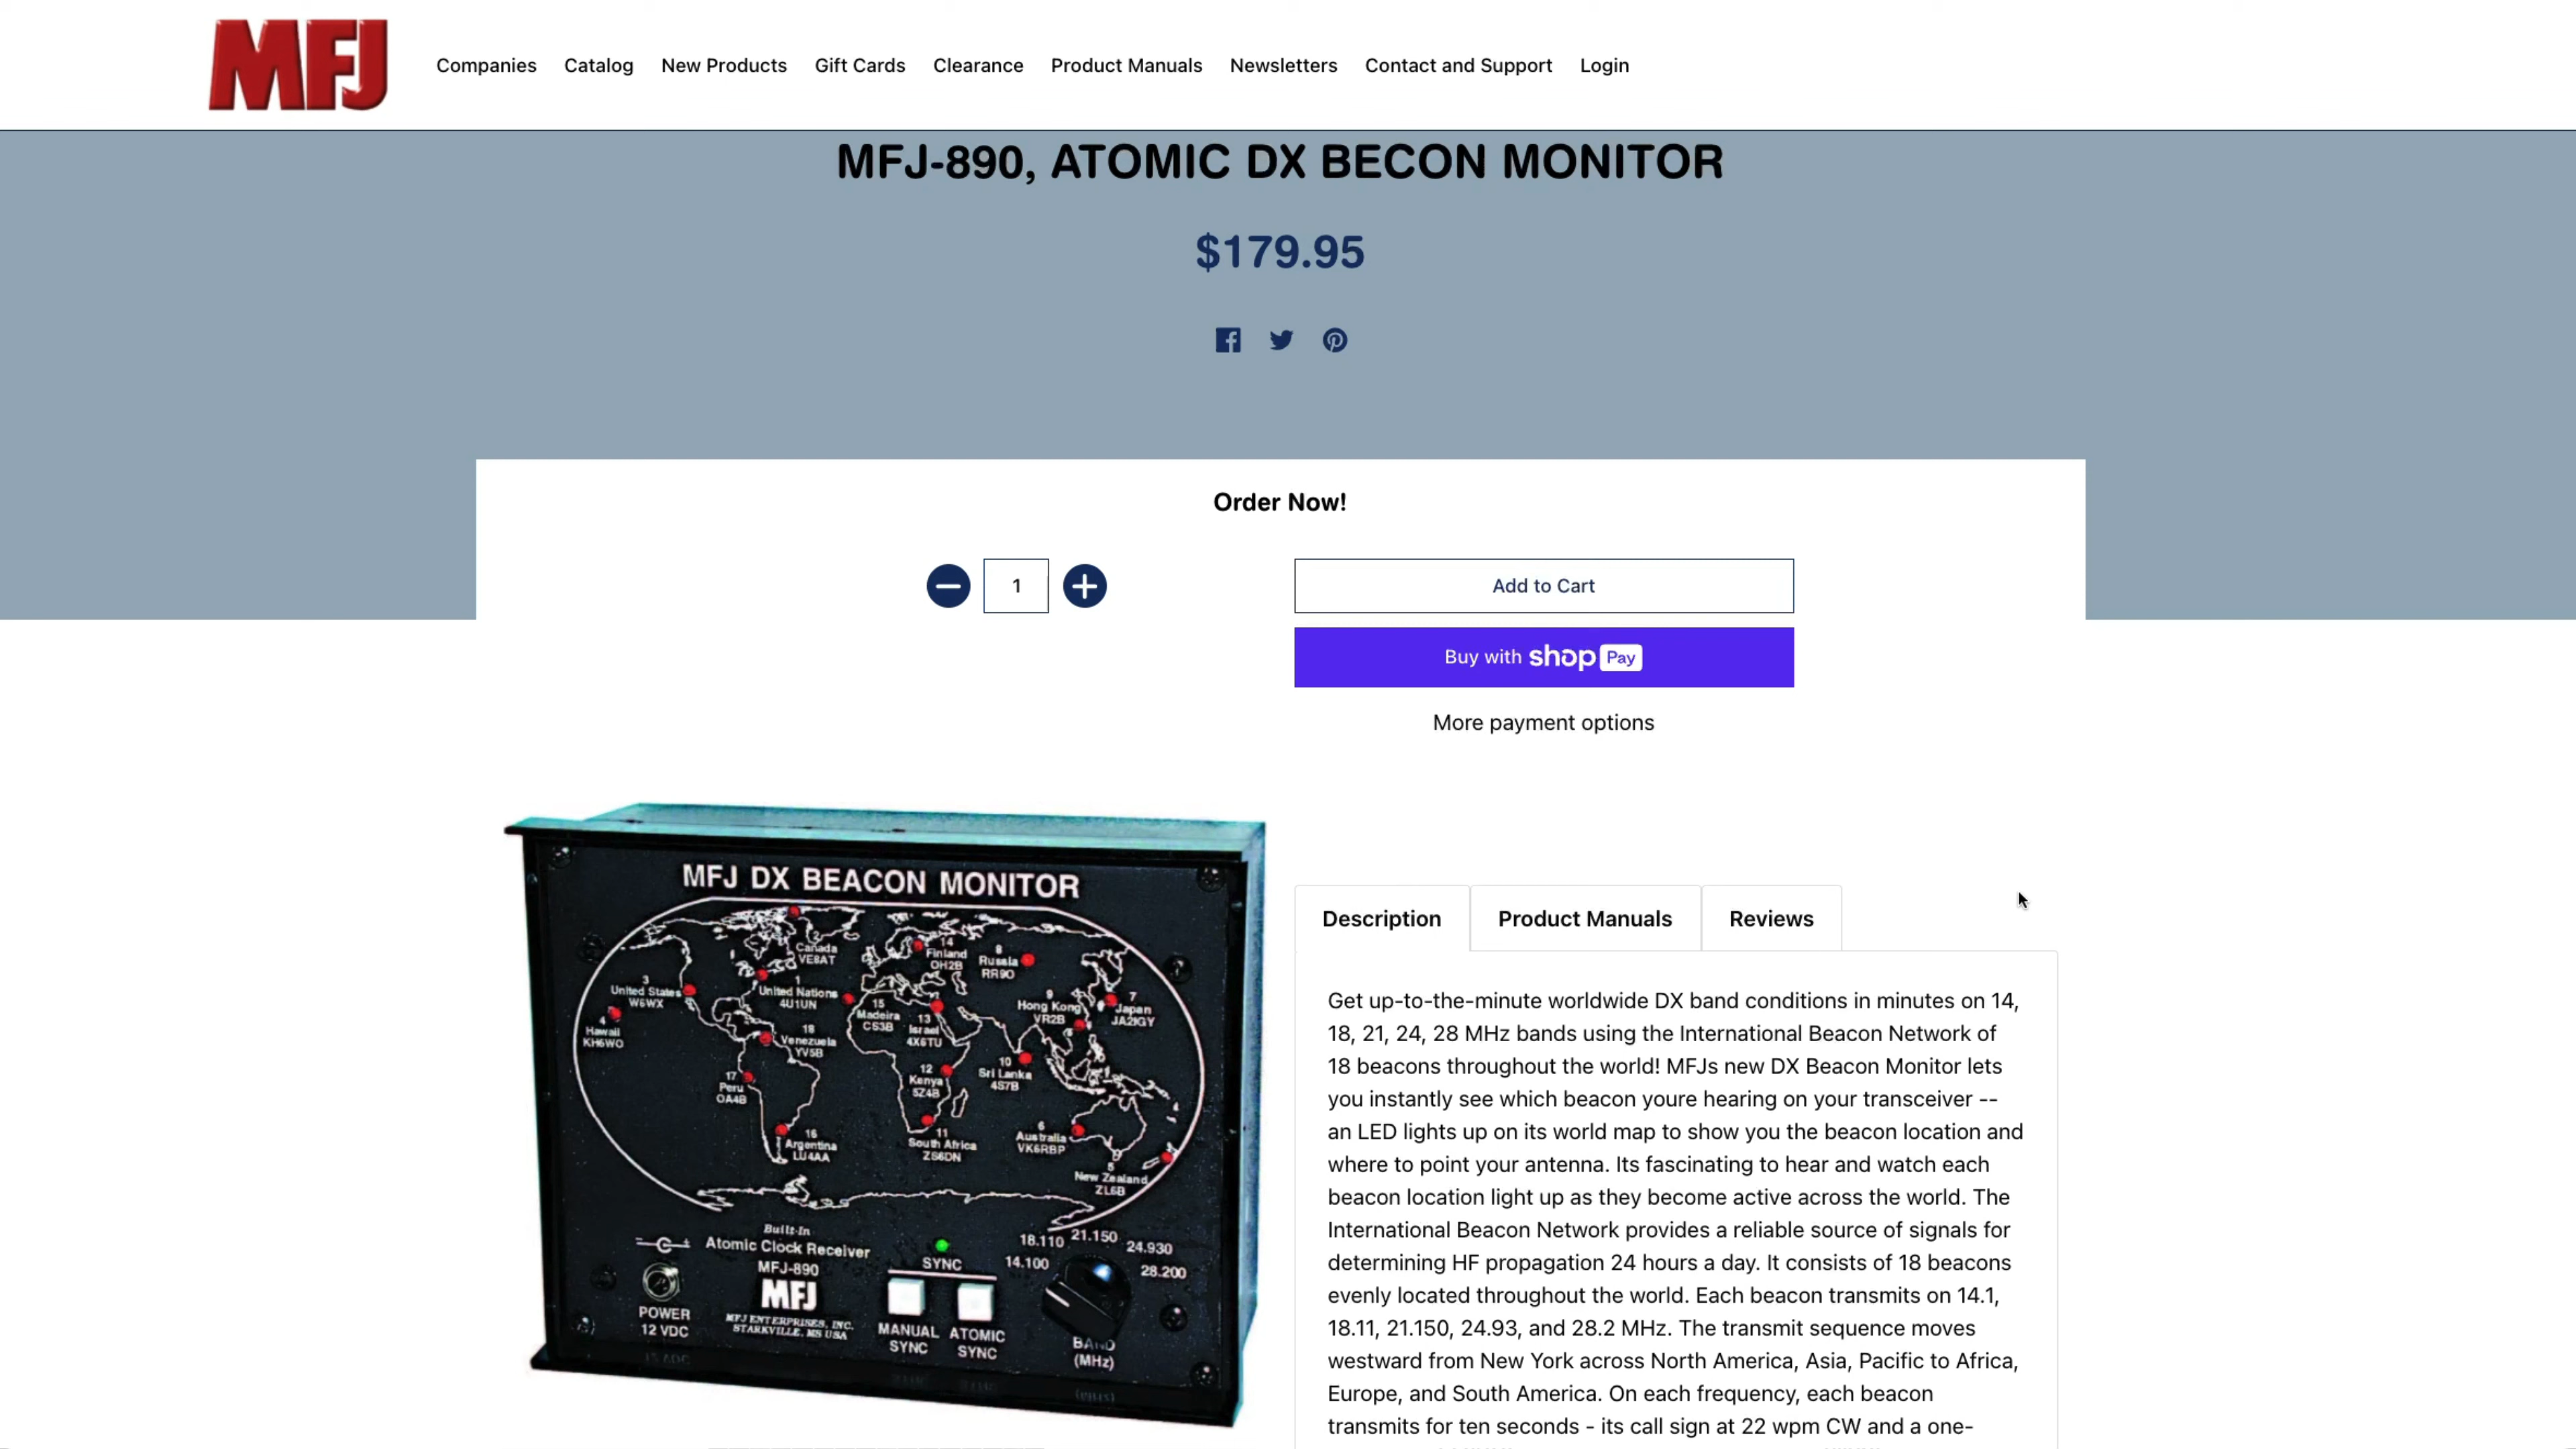 MFJ
Companies Catalog New Products Gift Cards Clearance Product Manuals Newsletters Contact and Support Login
MFJ-890, ATOMIC DX BECON MONITOR
$179.95
Order Now!
1
Add to Cart
Buy with shop Pay
More payment options
MFJ DX BEACON MONITOR
2
Canada
VE8AT
14
Finland
OH2B
8
Russia
RR9O
3
United States
W6WX
1
United Nations
4U1UN
15
Madeira
CS3B
13
Israel
4X6TU
9
Hong Kong
VR2B
7
Japan
JA2IGY
4
Hawaii
KH6WO
18
Venezuela
YV5B
10
Sri Lanka
4S7B
12
Kenya
5Z4B
17
Peru
OA4B
16
Argentina
LU4AA
11
South Africa
ZS6DN
6
Australia
VK6RBP
5
New Zealand
ZL6B
Built-In
Atomic Clock Receiver
MFJ-890
MFJ
MFJ ENTERPRISES, INC.
STARKVILLE, MS USA
POWER
12 VDC
SYNC
MANUAL
SYNC
ATOMIC
SYNC
14.100
18.110
21.150
24.930
28.200
BAND
(MHz)
Description Product Manuals Reviews
Get up-to-the-minute worldwide DX band conditions in minutes on 14,
18, 21, 24, 28 MHz bands using the International Beacon Network of
18 beacons throughout the world! MFJs new DX Beacon Monitor lets
you instantly see which beacon youre hearing on your transceiver --
an LED lights up on its world map to show you the beacon location and
where to point your antenna. Its fascinating to hear and watch each
beacon location light up as they become active across the world. The
International Beacon Network provides a reliable source of signals for
determining HF propagation 24 hours a day. It consists of 18 beacons
evenly located throughout the world. Each beacon transmits on 14.1,
18.11, 21.150, 24.93, and 28.2 MHz. The transmit sequence moves
westward from New York across North America, Asia, Pacific to Africa,
Europe, and South America. On each frequency, each beacon
transmits for ten seconds - its call sign at 22 wpm CW and a one-